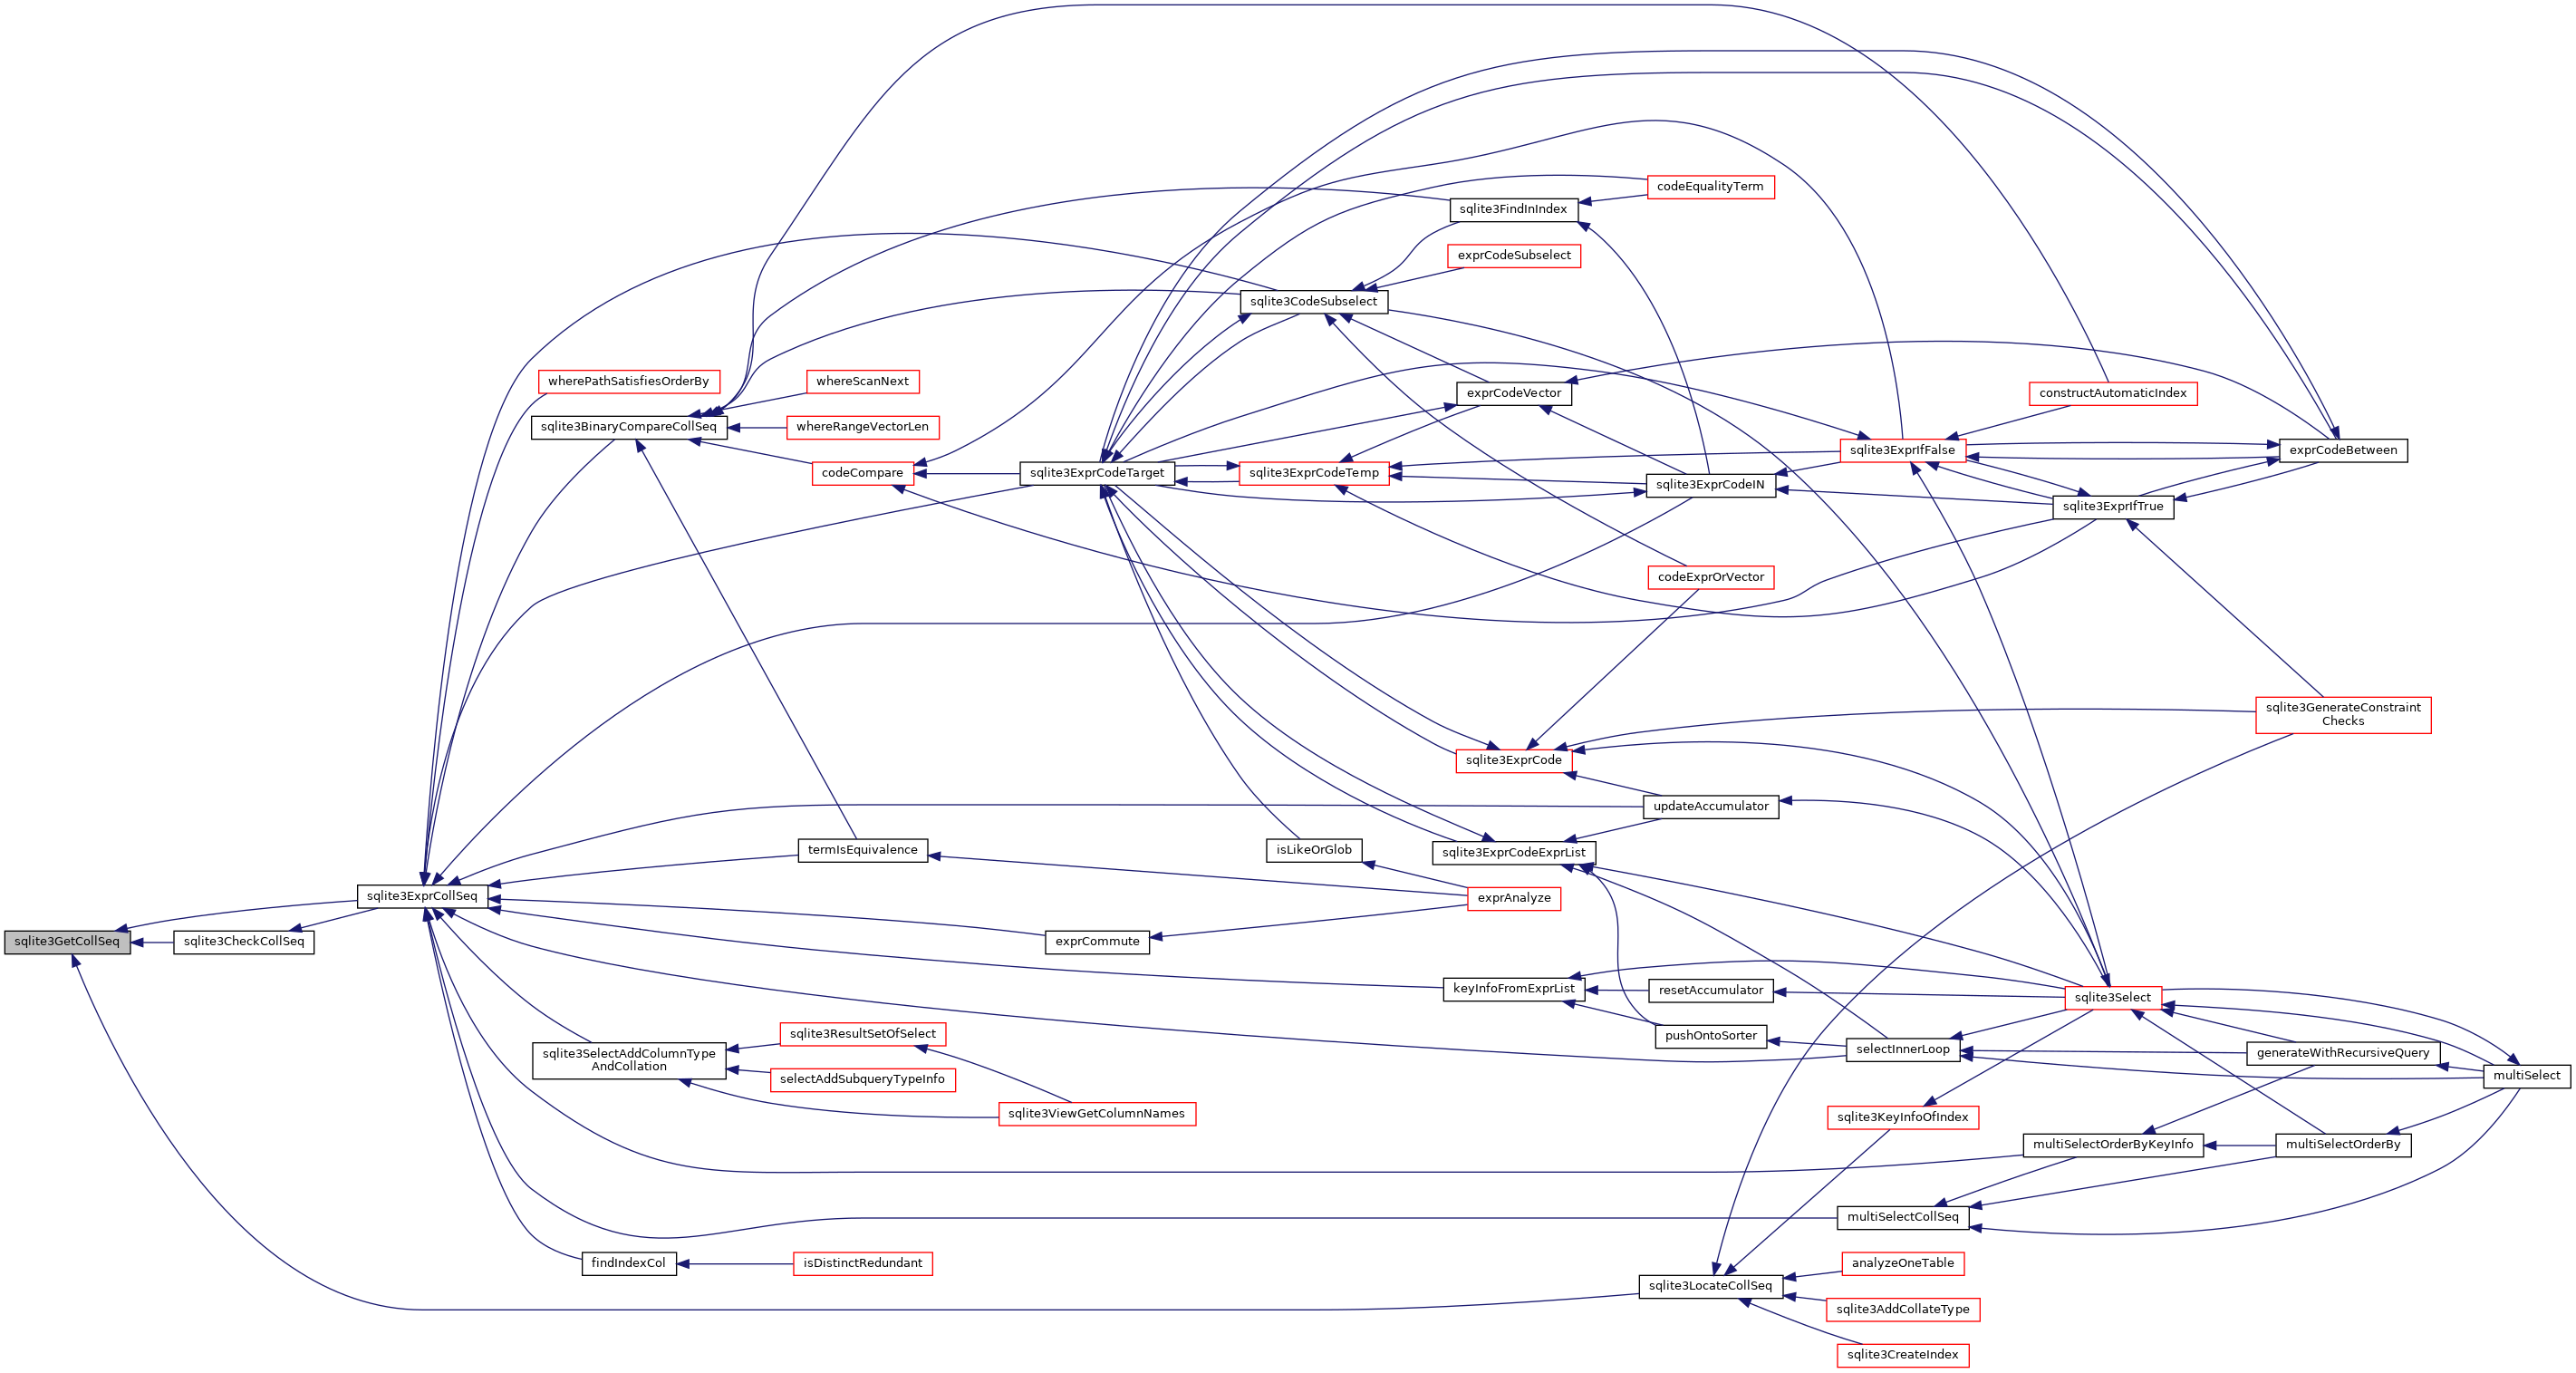 codeEqualityTerm
sqlite3FindInIndex
exprCodeSubselect
sqlite3CodeSubselect
wherePathSatisfiesOrderBy
whereScanNext
exprCodeVector
constructAutomaticIndex
sqlite3BinaryCompareCollSeq
whereRangeVectorLen
codeCompare
sqlite3ExprCodeTarget
sqlite3ExprCodeTemp
sqlite3ExprCodeIN
sqlite3ExprIfFalse
exprCodeBetween
sqlite3ExprIfTrue
codeExprOrVector
sqlite3GenerateConstraint
Checks
sqlite3ExprCode
updateAccumulator
termIsEquivalence
isLikeOrGlob
sqlite3ExprCodeExprList
sqlite3ExprCollSeq
exprAnalyze
sqlite3GetCollSeq
sqlite3CheckCollSeq
exprCommute
keyInfoFromExprList
resetAccumulator
sqlite3Select
sqlite3ResultSetOfSelect
pushOntoSorter
sqlite3SelectAddColumnType
AndCollation
selectInnerLoop
generateWithRecursiveQuery
selectAddSubqueryTypeInfo
multiSelect
sqlite3ViewGetColumnNames
sqlite3KeyInfoOfIndex
multiSelectOrderByKeyInfo
multiSelectOrderBy
multiSelectCollSeq
findIndexCol
isDistinctRedundant
analyzeOneTable
sqlite3LocateCollSeq
sqlite3AddCollateType
sqlite3CreateIndex